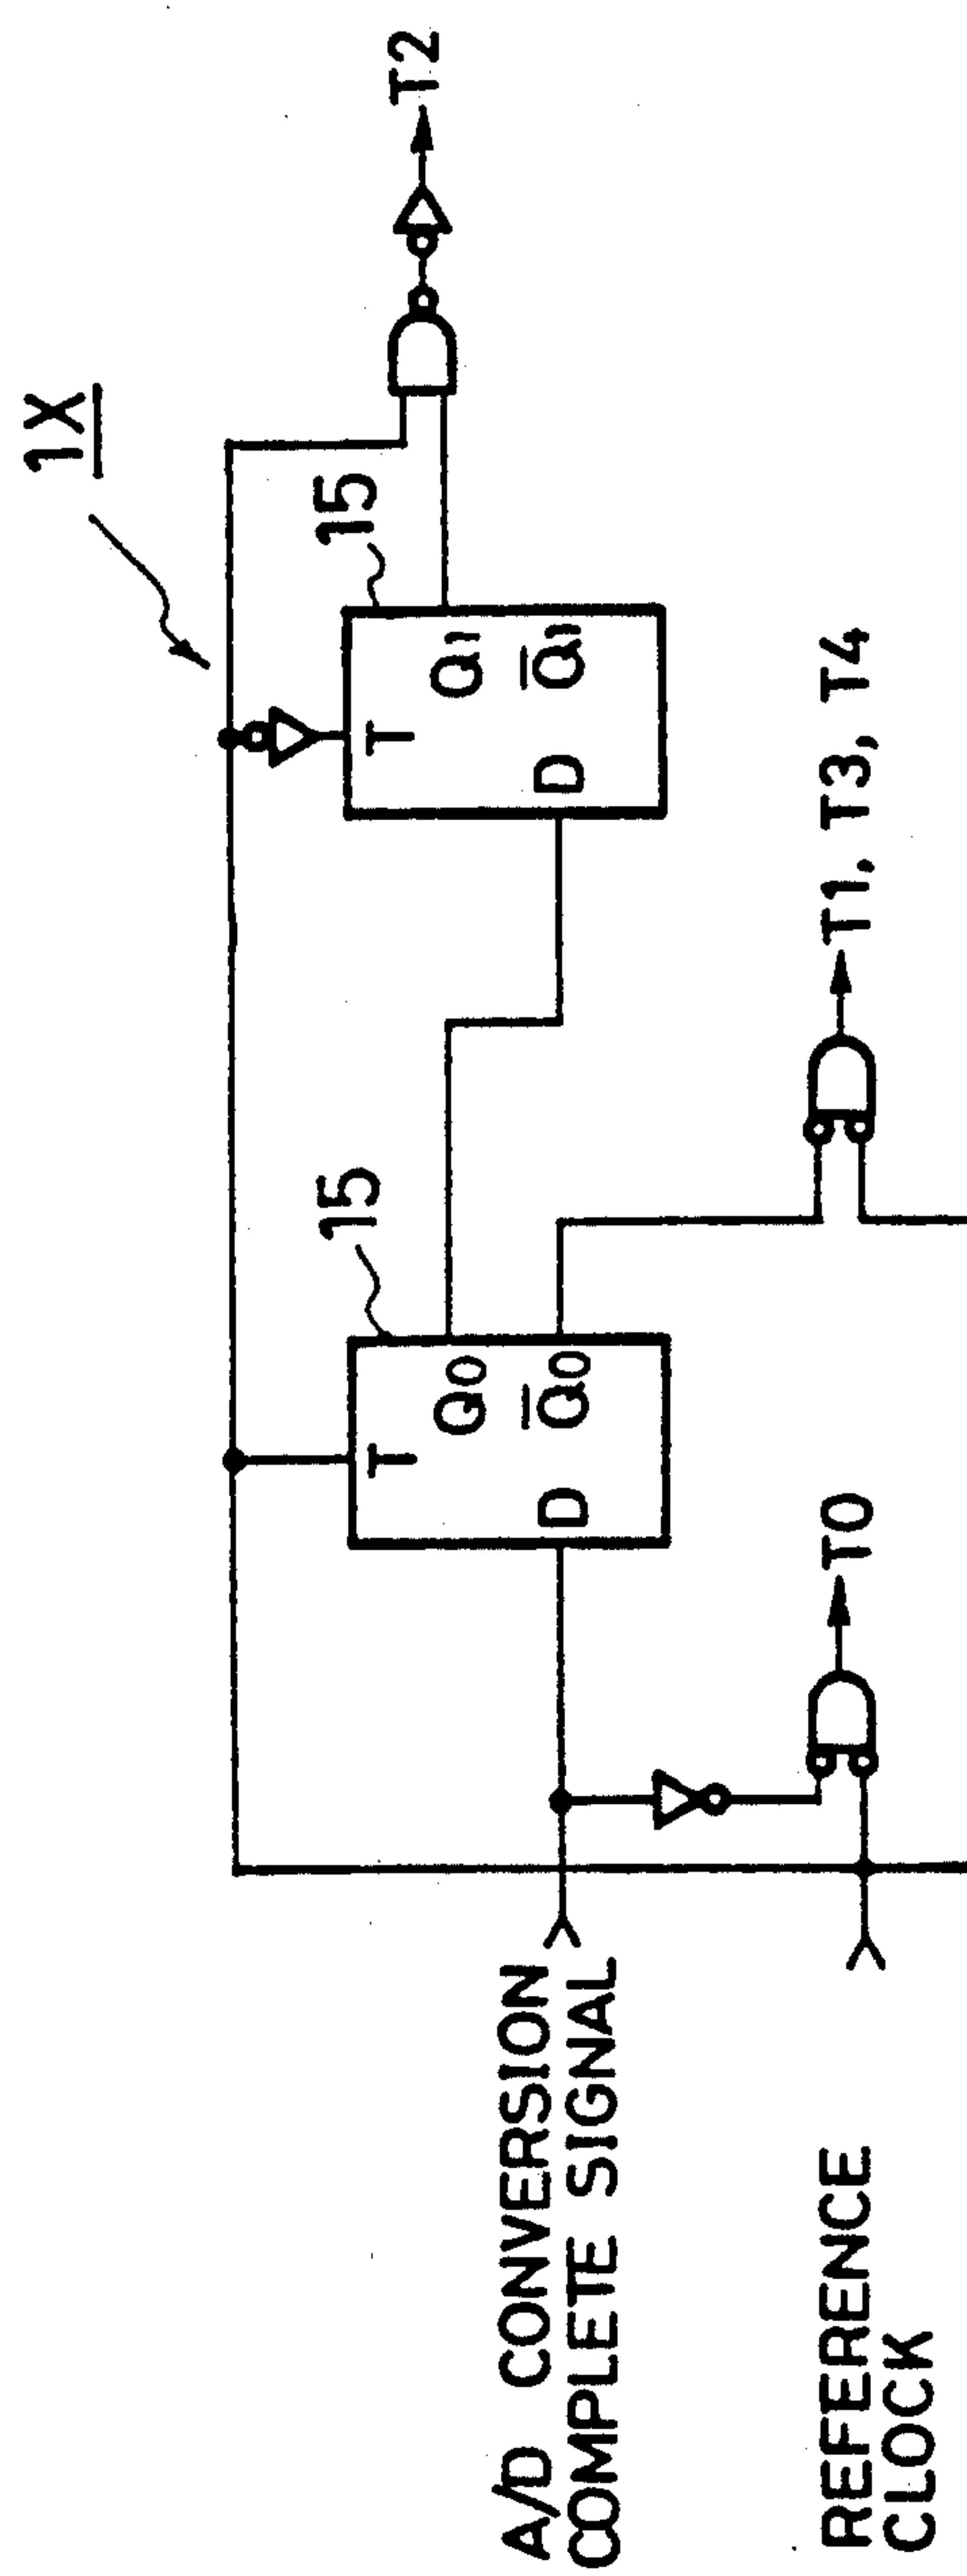 1X
T2
15
15
T
Q0
Q̅0
D
T
Q1
Q̅1
D
A/D CONVERSION
COMPLETE SIGNAL
T0
T1, T3, T4
REFERENCE
CLOCK